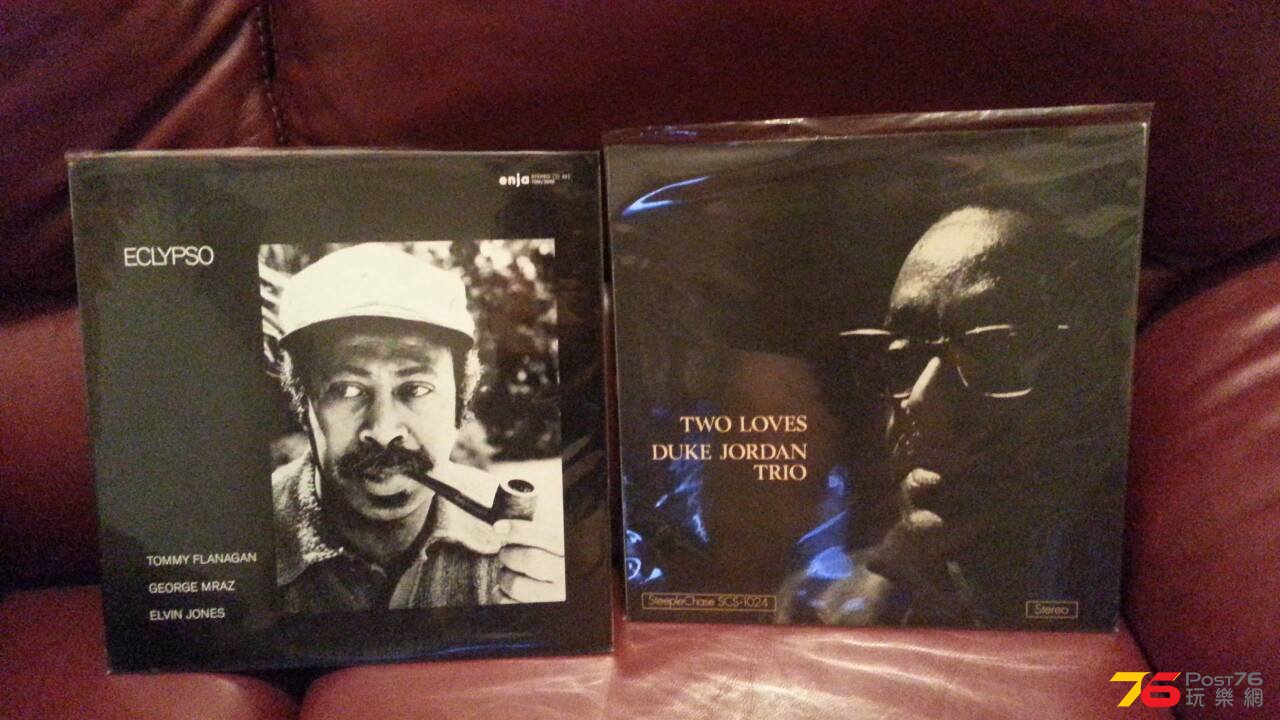 enja
ECLYPSO
TOMMY FLANAGAN
GEORGE MRAZ
ELVIN JONES
TWO LOVES
DUKE JORDAN
TRIO
SteepleChase SCS-1024
Stereo
76 POST76
玩樂網